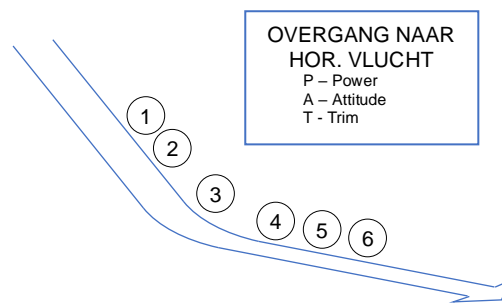 OVERGANG NAAR
HOR. VLUCHT
P – Power
A – Attitude
T - Trim
1
2
3
4
5
6